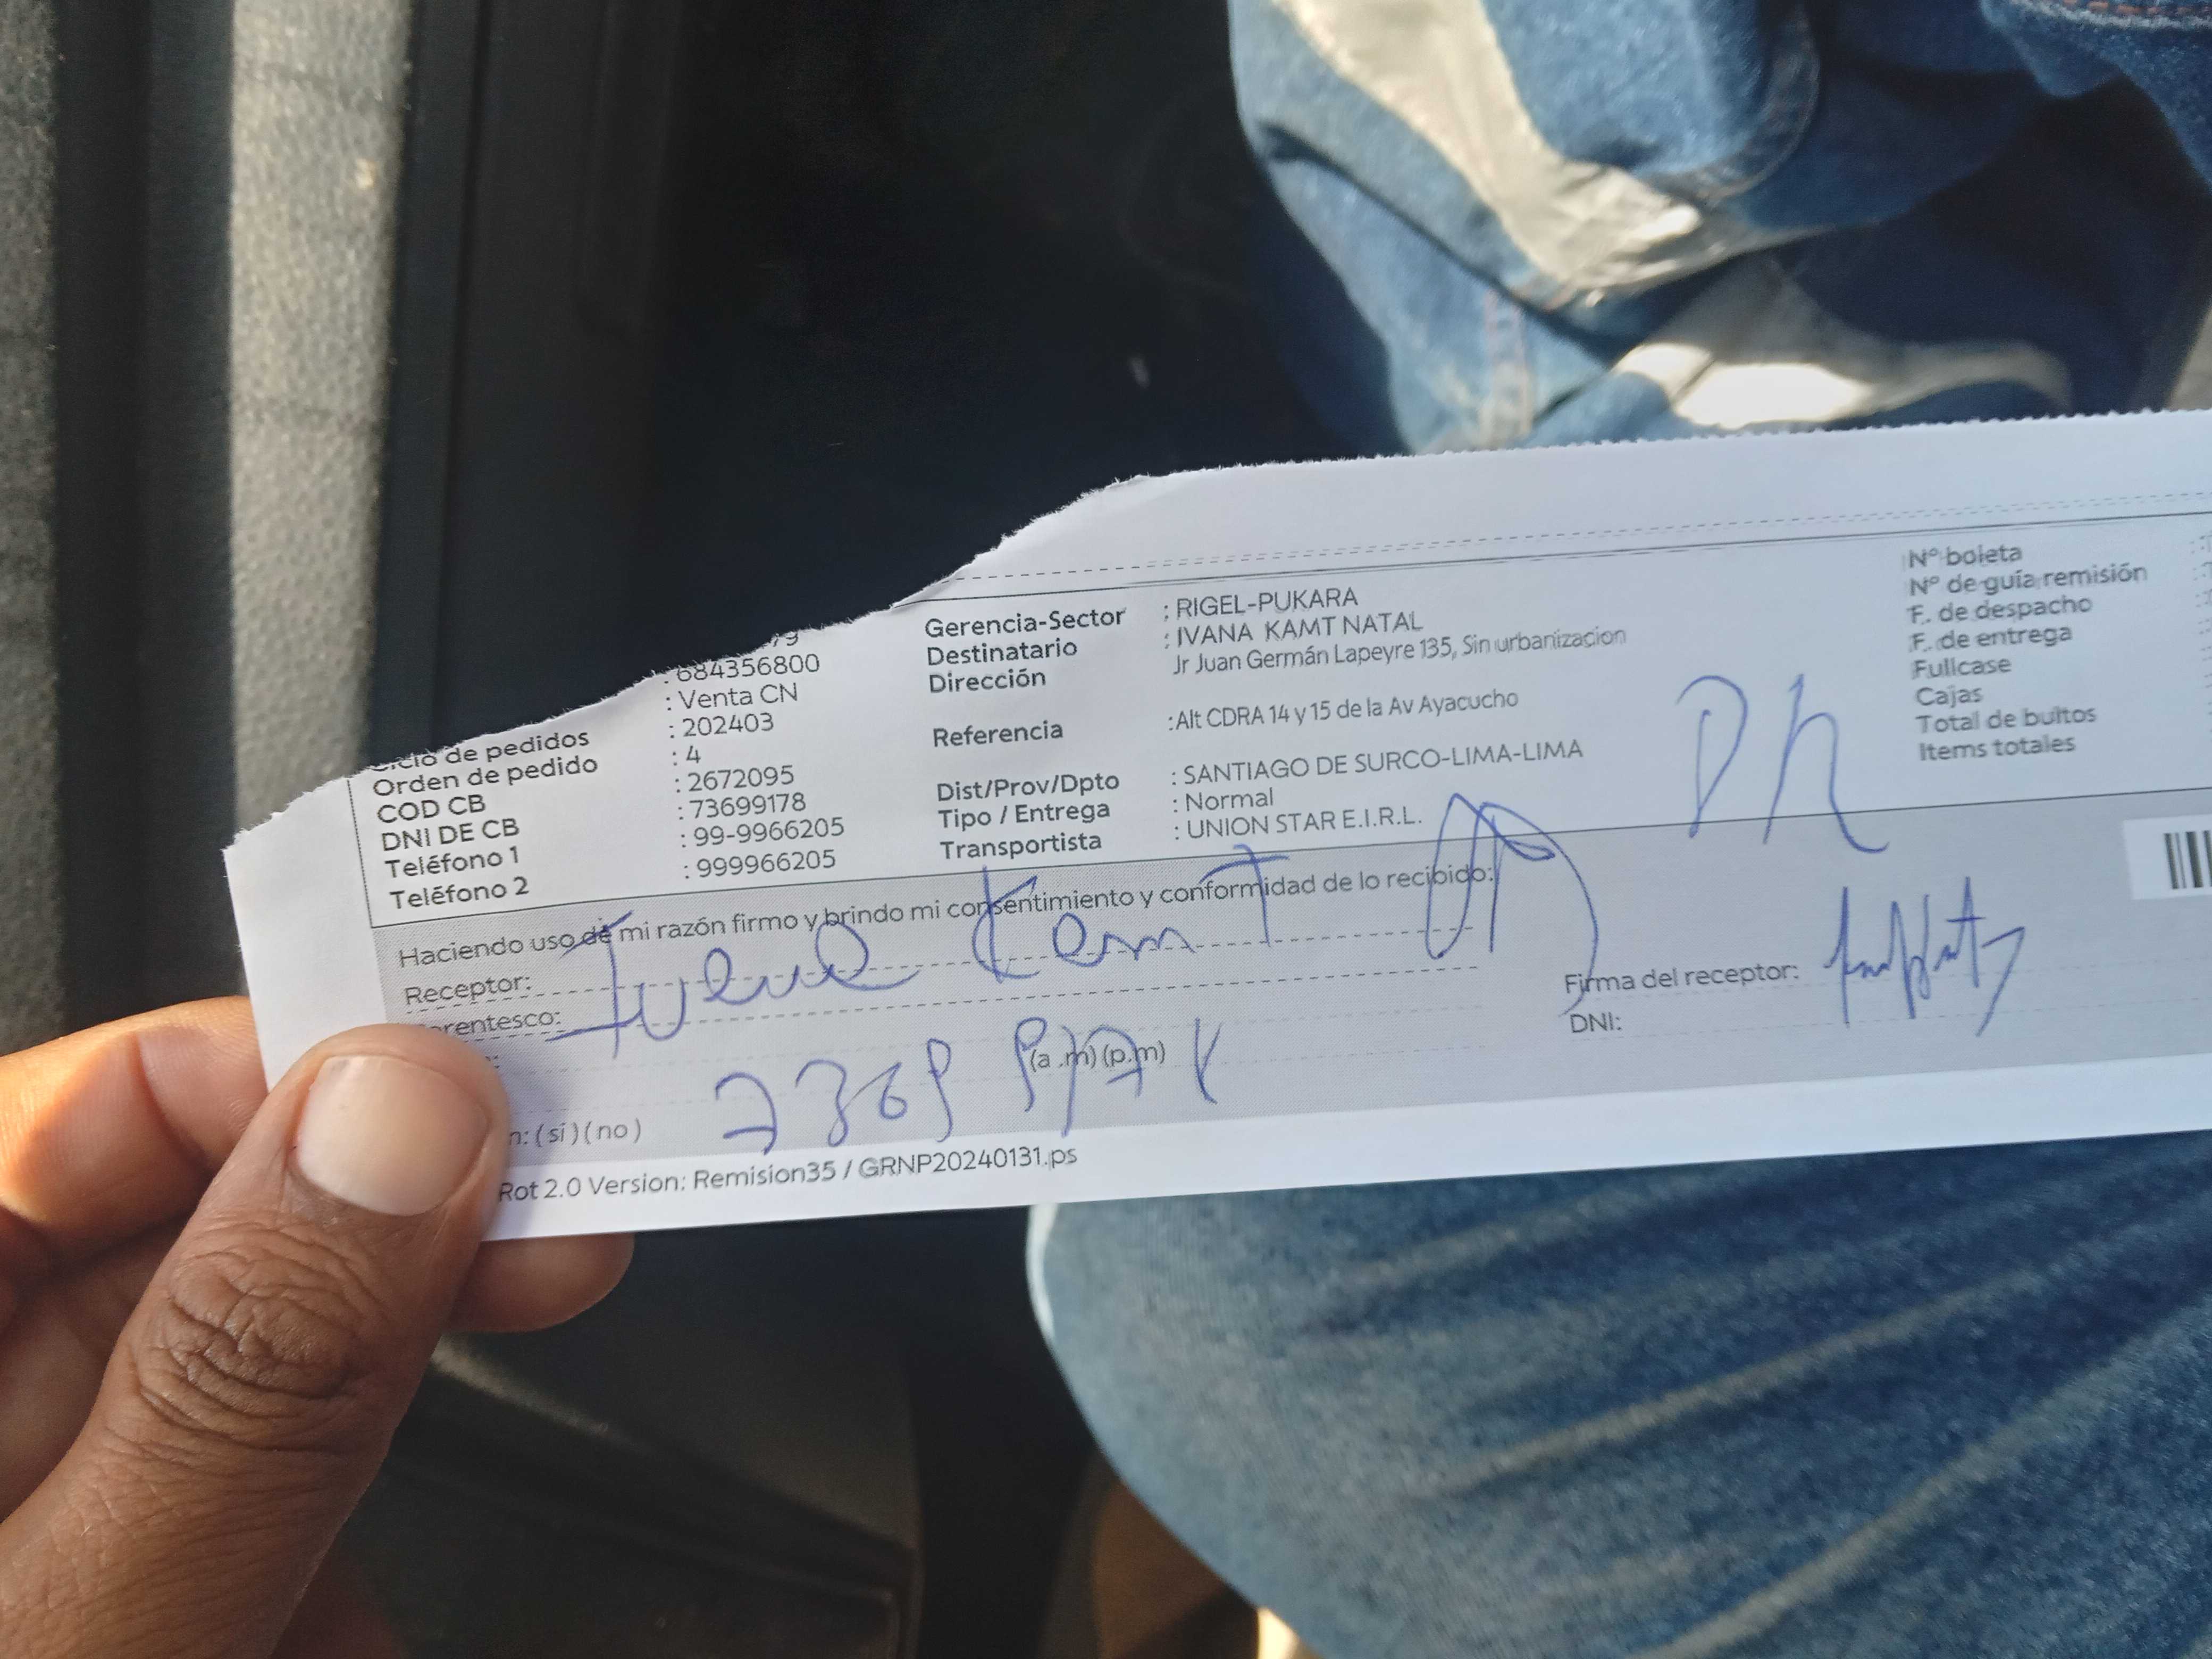 684356800
: Venta CN
Ciclo de pedidos : 202403
Orden de pedido : 4
COD CB : 2672095
DNI DE CB : 73699178
Teléfono 1 : 99-9966205
Teléfono 2 : 999966205
Gerencia-Sector : RIGEL-PUKARA
Destinatario : IVANA KAMT NATAL
Dirección Jr Juan Germán Lapeyre 135, Sin urbanizacion
Referencia :Alt CDRA 14 y 15 de la Av Ayacucho
Dist/Prov/Dpto : SANTIAGO DE SURCO-LIMA-LIMA
Tipo / Entrega : Normal
Transportista : UNION STAR E.I.R.L.
N° boleta
N° de guía remisión
F. de despacho
F. de entrega
Fullcase
Cajas
Total de bultos
Items totales
Haciendo uso de mi razón firmo y brindo mi consentimiento y conformidad de lo recibido:
Receptor:
rentesco:
(a .m) (p.m)
n: ( sí ) ( no )
Firma del receptor:
DNI:
Rot 2.0 Version: Remision35 / GRNP20240131.ps